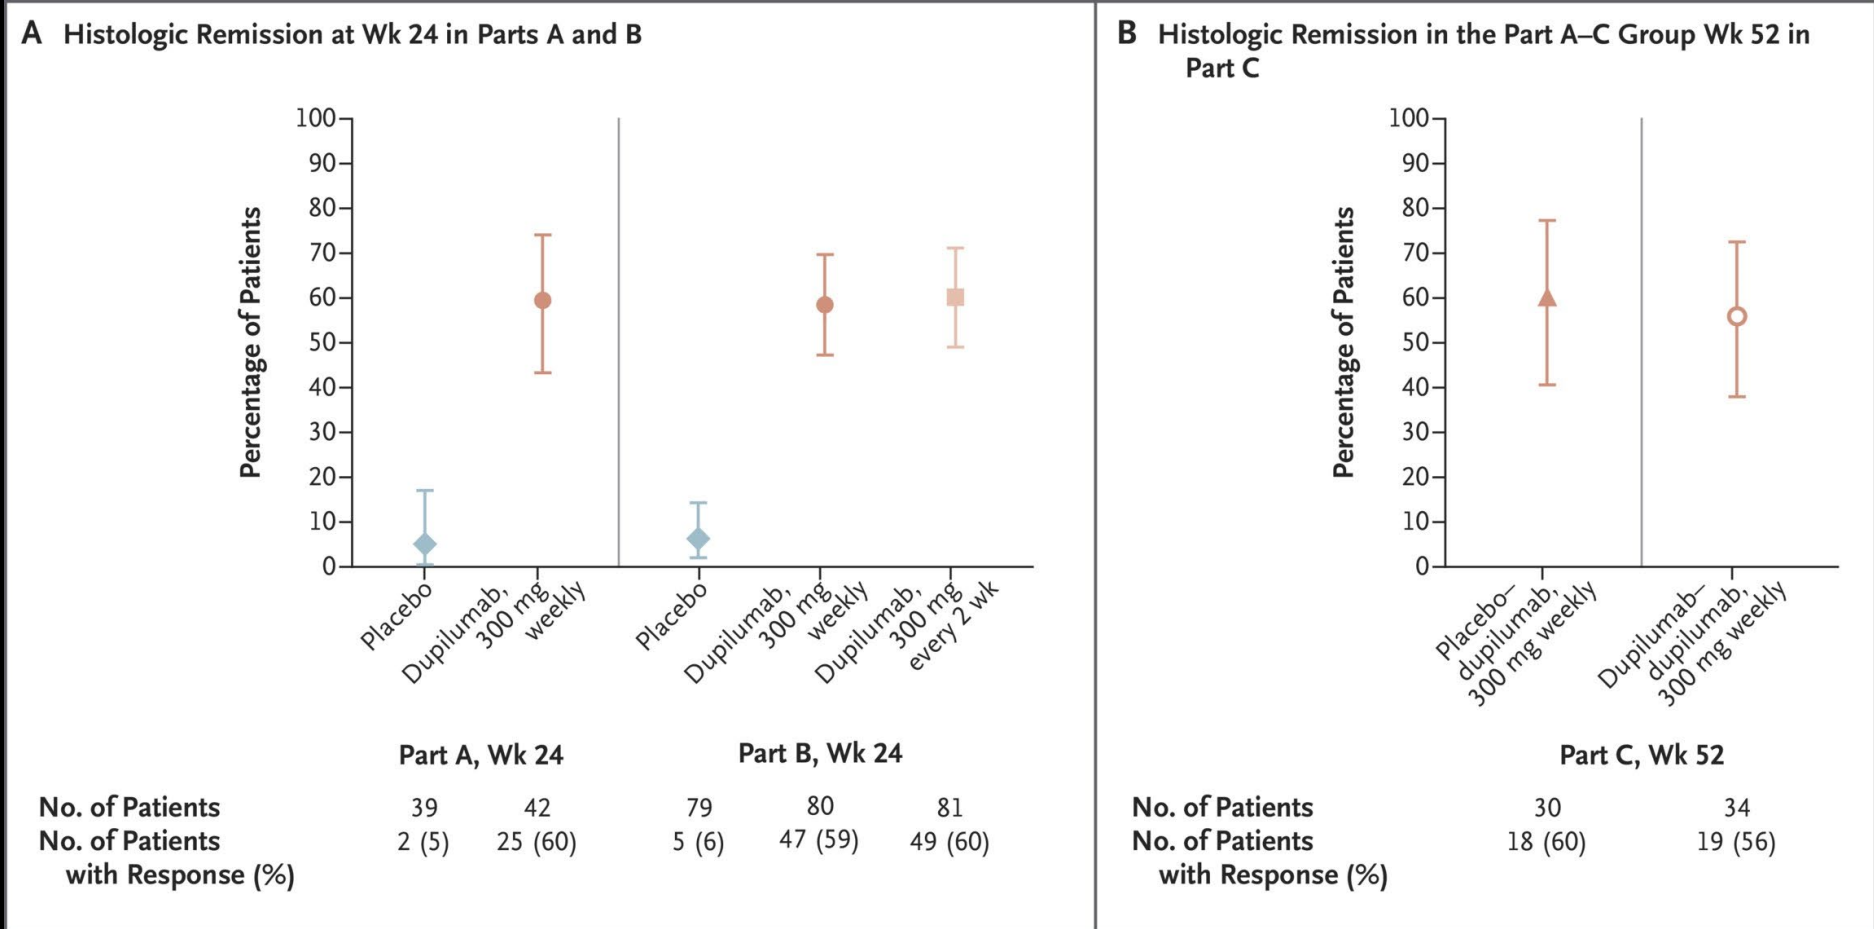 A Histologic Remission at Wk 24 in Parts A and B
Percentage of Patients
100
90
80
70
60
50
40
30
20
10
0
Placebo
Dupilumab,
300 mg
weekly
Placebo
Dupilumab,
300 mg
weekly
Dupilumab,
300 mg
every 2 wk
Part A, Wk 24
Part B, Wk 24
No. of Patients 39 42 79 80 81
No. of Patients 2 (5) 25 (60) 5 (6) 47 (59) 49 (60)
with Response (%)
B Histologic Remission in the Part A–C Group Wk 52 in
Part C
Percentage of Patients
100
90
80
70
60
50
40
30
20
10
0
Placebo–
dupilumab,
300 mg weekly
Dupilumab–
dupilumab,
300 mg weekly
Part C, Wk 52
No. of Patients 30 34
No. of Patients 18 (60) 19 (56)
with Response (%)